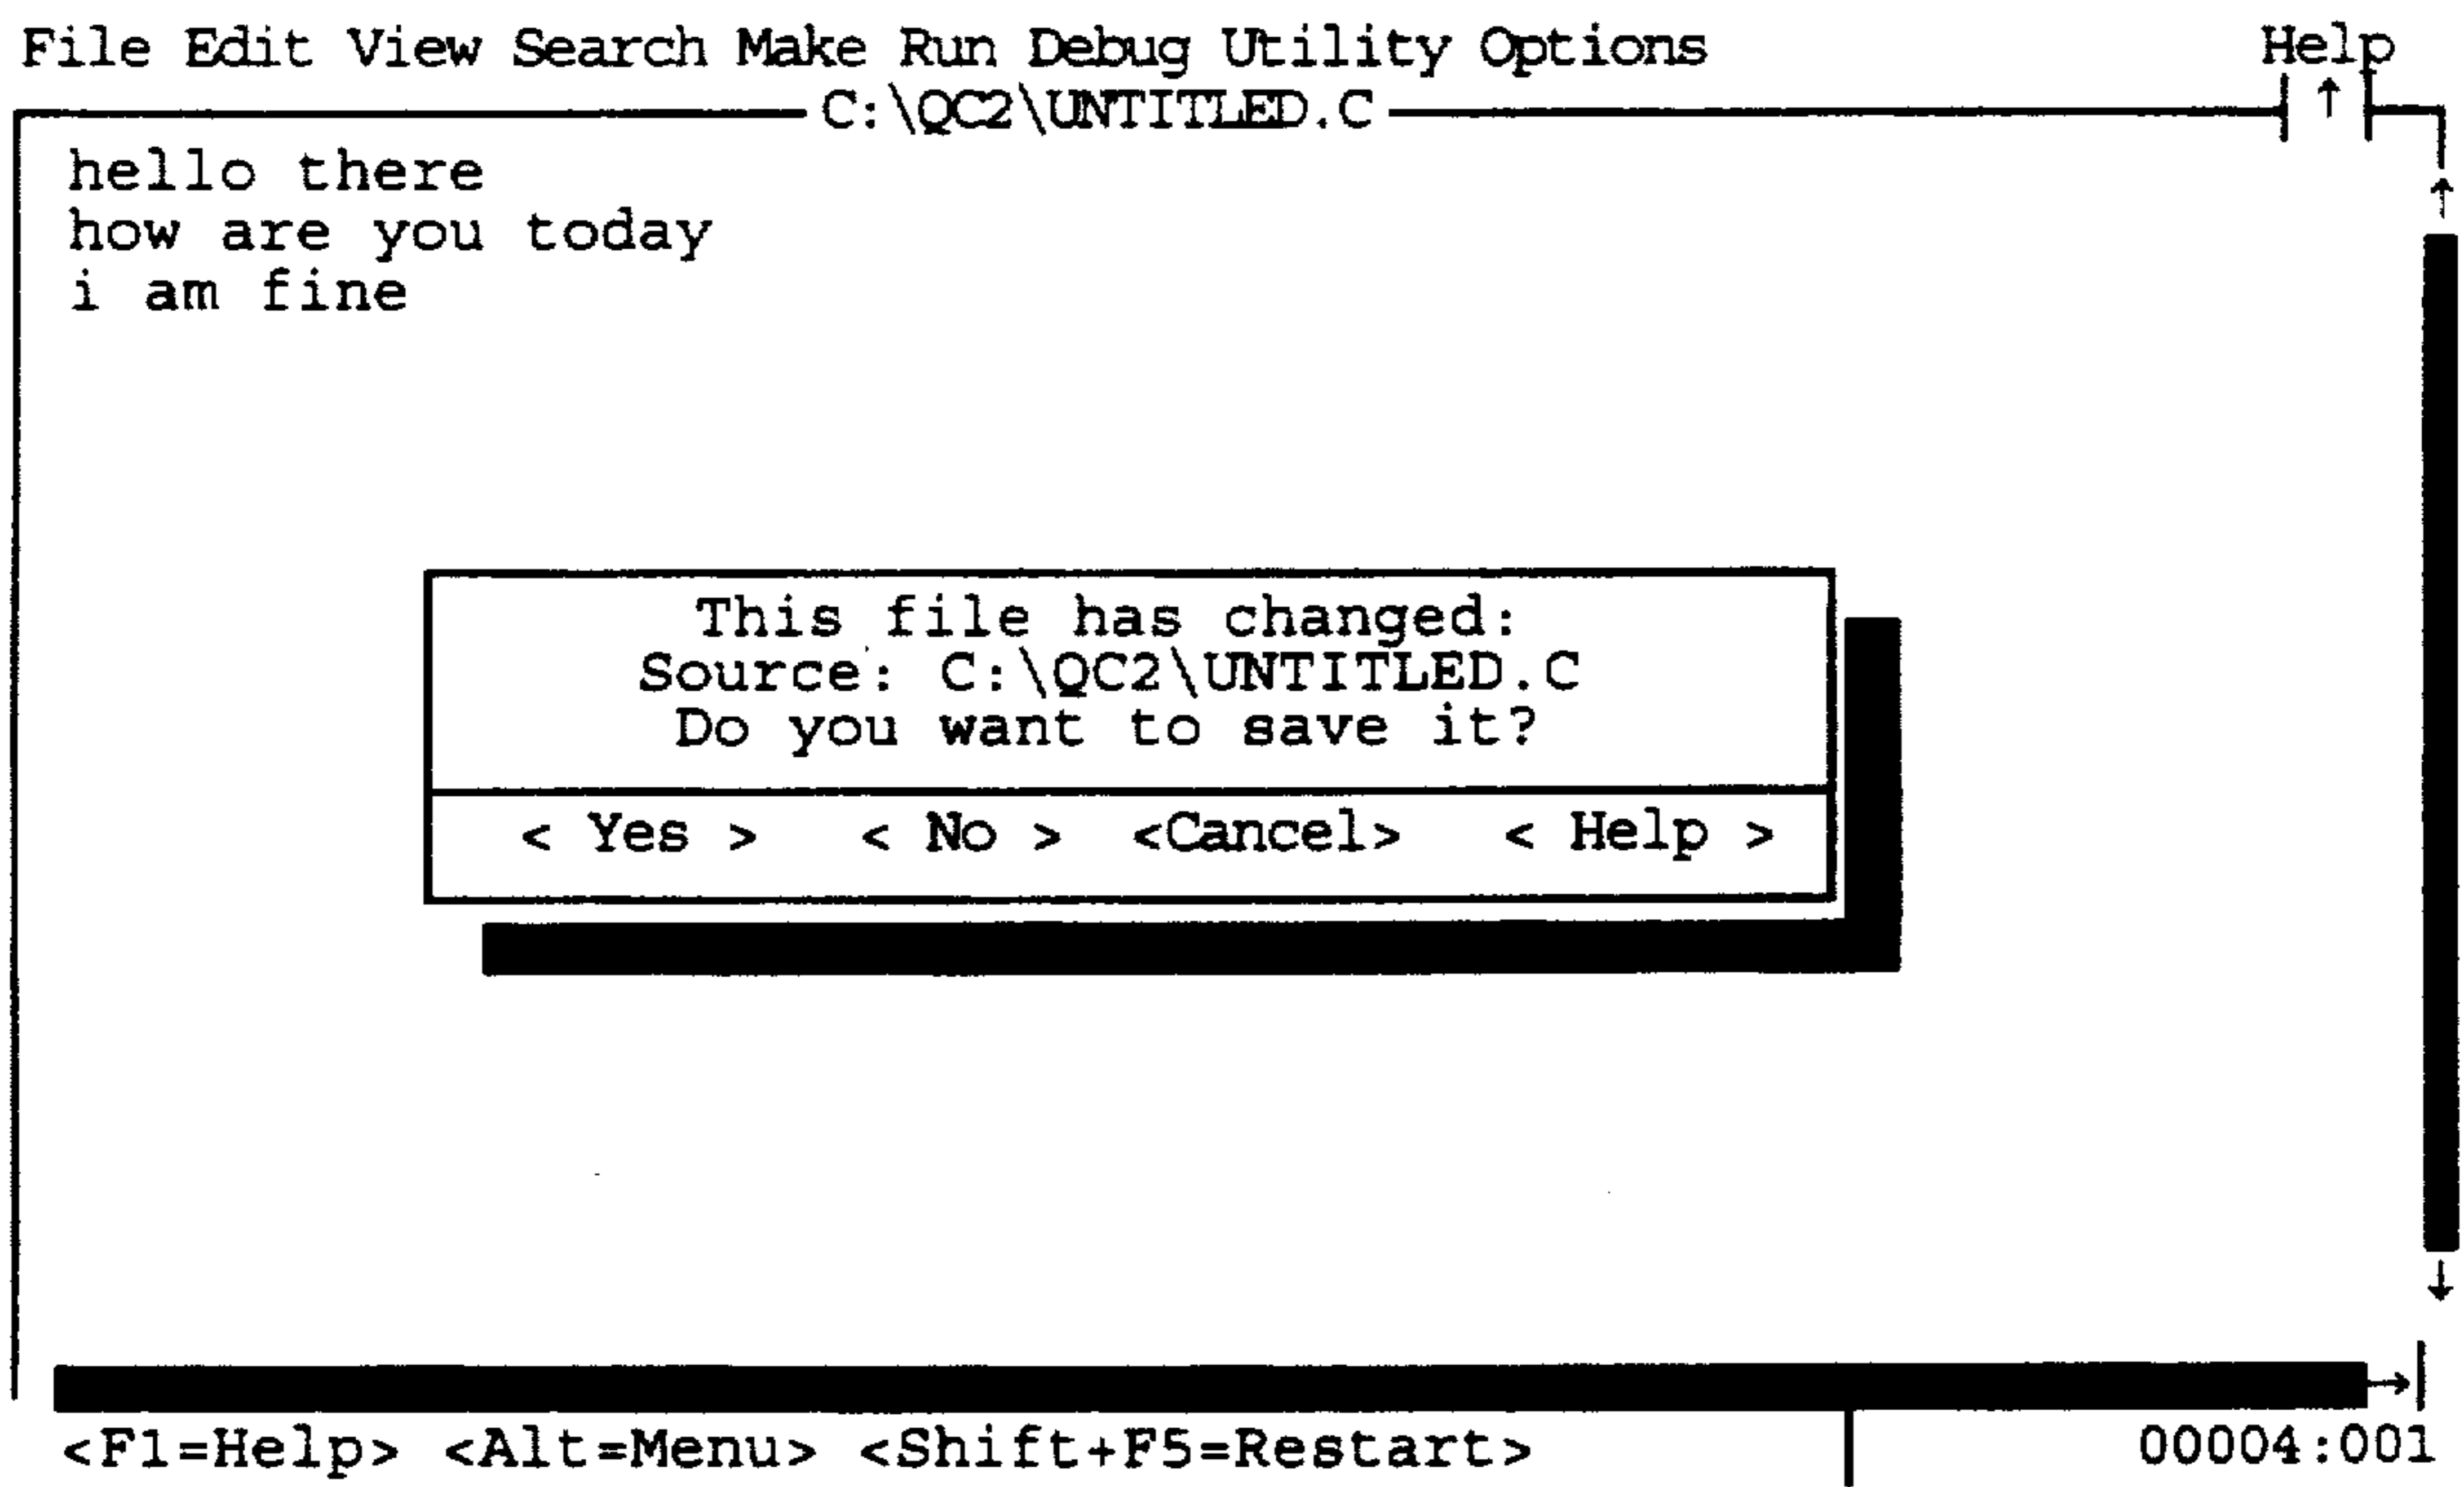 File Edit View Search Make Run Debug Utility Options Help
C:\QC2\UNTITLED.C ↑
hello there
how are you today
i am fine
This file has changed:
Source: C:\QC2\UNTITLED.C
Do you want to save it?
< Yes > < No > <Cancel> < Help >
<F1=Help> <Alt=Menu> <Shift+F5=Restart> 00004:001